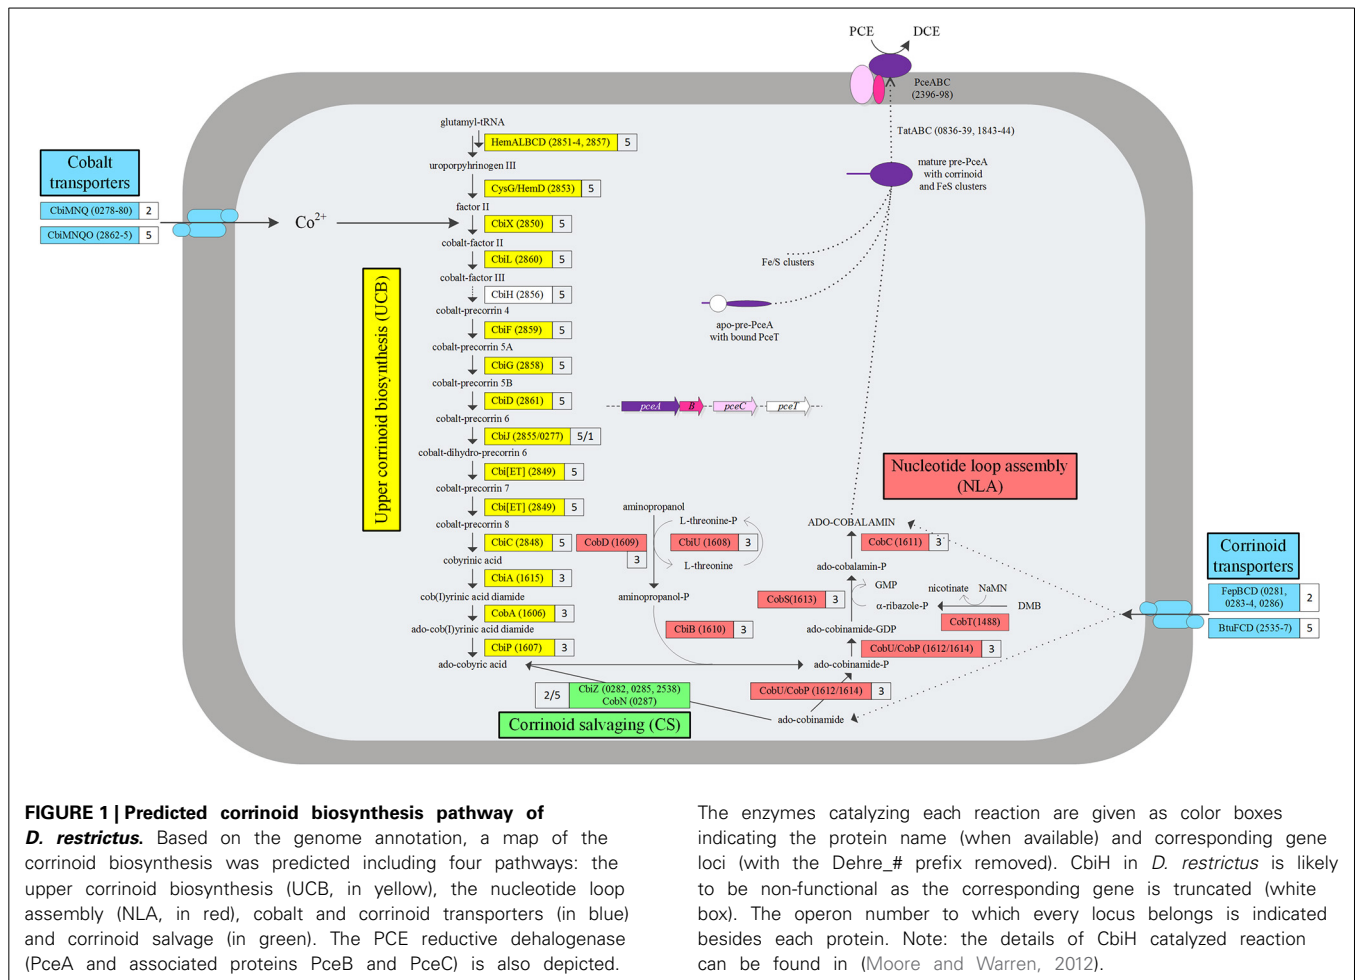 PCE
DCE
PceABC
(2396-98)
TatABC (0836-39, 1843-44)
mature pre-PceA
with corrinoid
and FeS clusters
Fe/S clusters
apo-pre-PceA
with bound PceT
pceA
B
pceC
pceT
Cobalt
transporters
CbiMNQ (0278-80)
2
CbiMNQO (2862-5)
5
Co2+
Upper corrinoid biosynthesis (UCB)
glutamyl-tRNA
HemALBCD (2851-4, 2857)
5
uroporpyhrinogen III
CysG/HemD (2853)
5
factor II
CbiX (2850)
5
cobalt-factor II
CbiL (2860)
5
cobalt-factor III
CbiH (2856)
5
cobalt-precorrin 4
CbiF (2859)
5
cobalt-precorrin 5A
CbiG (2858)
5
cobalt-precorrin 5B
CbiD (2861)
5
cobalt-precorrin 6
CbiJ (2855/0277)
5/1
cobalt-dihydro-precorrin 6
Cbi[ET] (2849)
5
cobalt-precorrin 7
Cbi[ET] (2849)
5
cobalt-precorrin 8
CbiC (2848)
5
cobyrinic acid
CbiA (1615)
3
cob(I)yrinic acid diamide
CobA (1606)
3
ado-cob(I)yrinic acid diamide
CbiP (1607)
3
ado-cobyric acid
aminopropanol
CobD (1609)
3
L-threonine-P
CbiU (1608)
3
L-threonine
aminopropanol-P
CbiB (1610)
3
Nucleotide loop assembly
(NLA)
ADO-COBALAMIN
CobC (1611)
3
ado-cobalamin-P
CobS(1613)
3
GMP
α-ribazole-P
nicotinate
NaMN
DMB
CobT(1488)
ado-cobinamide-GDP
CobU/CobP (1612/1614)
3
ado-cobinamide-P
CobU/CobP (1612/1614)
3
ado-cobinamide
2/5
CbiZ (0282, 0285, 2538)
CobN (0287)
Corrinoid salvaging (CS)
Corrinoid
transporters
FepBCD (0281,
0283-4, 0286)
2
BtuFCD (2535-7)
5
FIGURE 1 | Predicted corrinoid biosynthesis pathway of
D. restrictus. Based on the genome annotation, a map of the
corrinoid biosynthesis was predicted including four pathways: the
upper corrinoid biosynthesis (UCB, in yellow), the nucleotide loop
assembly (NLA, in red), cobalt and corrinoid transporters (in blue)
and corrinoid salvage (in green). The PCE reductive dehalogenase
(PceA and associated proteins PceB and PceC) is also depicted.
The enzymes catalyzing each reaction are given as color boxes
indicating the protein name (when available) and corresponding gene
loci (with the Dehre_# prefix removed). CbiH in D. restrictus is likely
to be non-functional as the corresponding gene is truncated (white
box). The operon number to which every locus belongs is indicated
besides each protein. Note: the details of CbiH catalyzed reaction
can be found in (Moore and Warren, 2012).